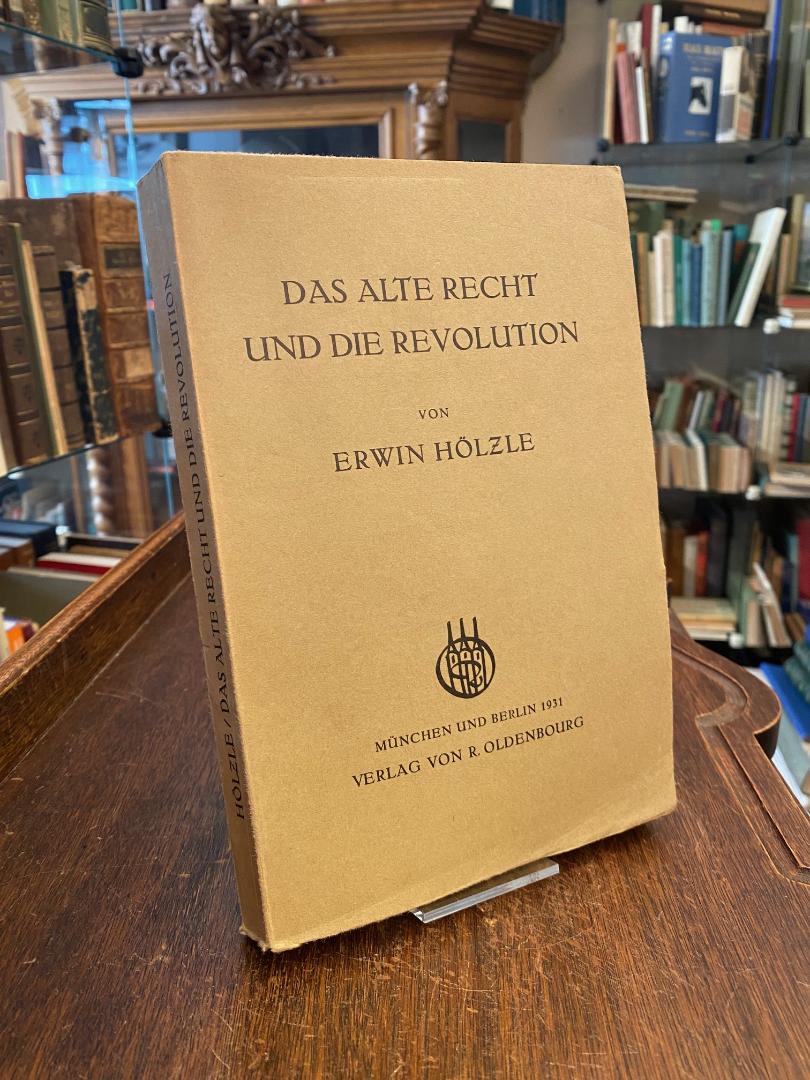 DAS ALTE RECHT
UND DIE REVOLUTION
VON
ERWIN HÖLZLE
MÜNCHEN UND BERLIN 1931
VERLAG VON R. OLDENBOURG
HÖLZLE / DAS ALTE RECHT UND DIE REVOLUTION